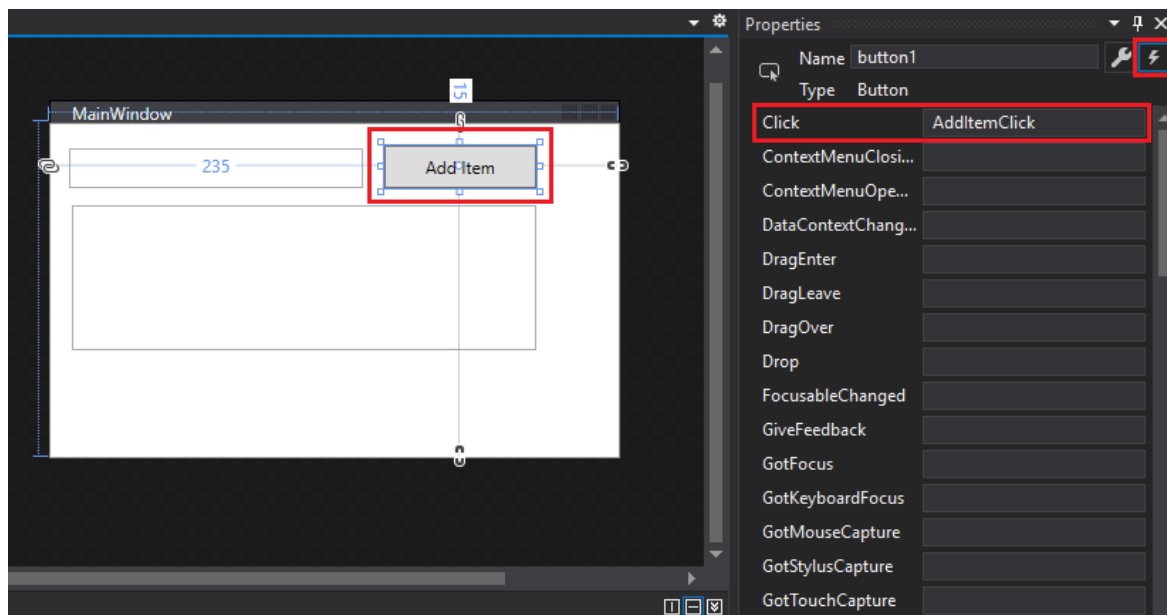 Properties
Name button1
Type Button
MainWindow
15
235
Add Item
Click AddItemClick
ContextMenuClosi...
ContextMenuOpe...
DataContextChang...
DragEnter
DragLeave
DragOver
Drop
FocusableChanged
GiveFeedback
GotFocus
GotKeyboardFocus
GotMouseCapture
GotStylusCapture
GotTouchCapture